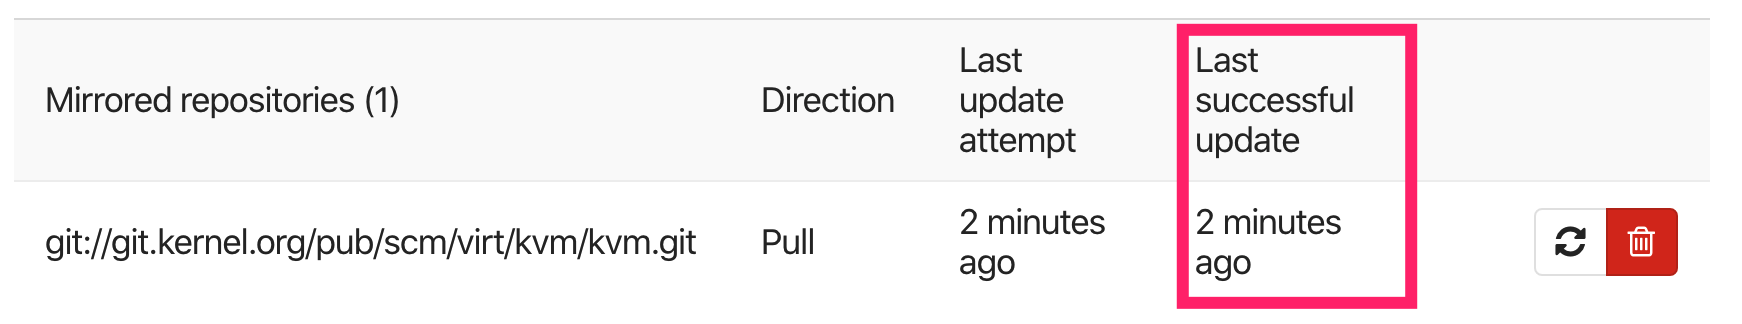 Mirrored repositories (1)
Direction
Last
update
attempt
Last
successful
update
git://git.kernel.org/pub/scm/virt/kvm/kvm.git
Pull
2 minutes
ago
2 minutes
ago